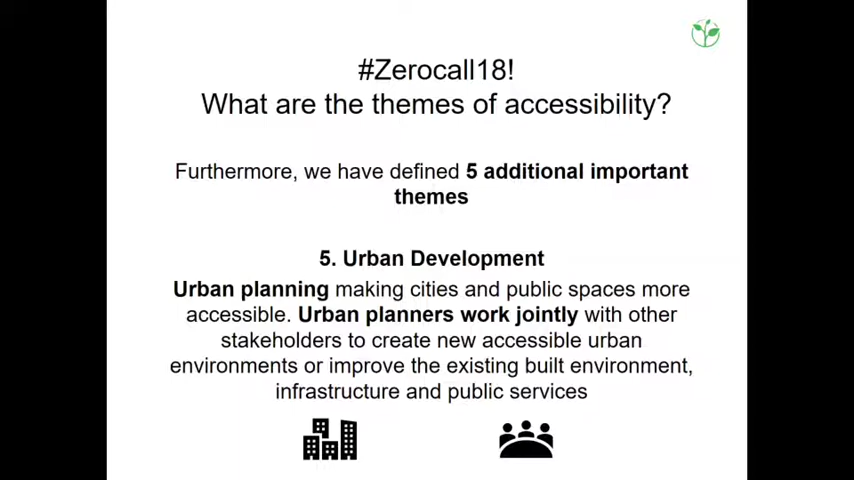 #Zerocall18!
What are the themes of accessibility?
Furthermore, we have defined 5 additional important
themes
5. Urban Development
Urban planning making cities and public spaces more
accessible. Urban planners work jointly with other
stakeholders to create new accessible urban
environments or improve the existing built environment,
infrastructure and public services